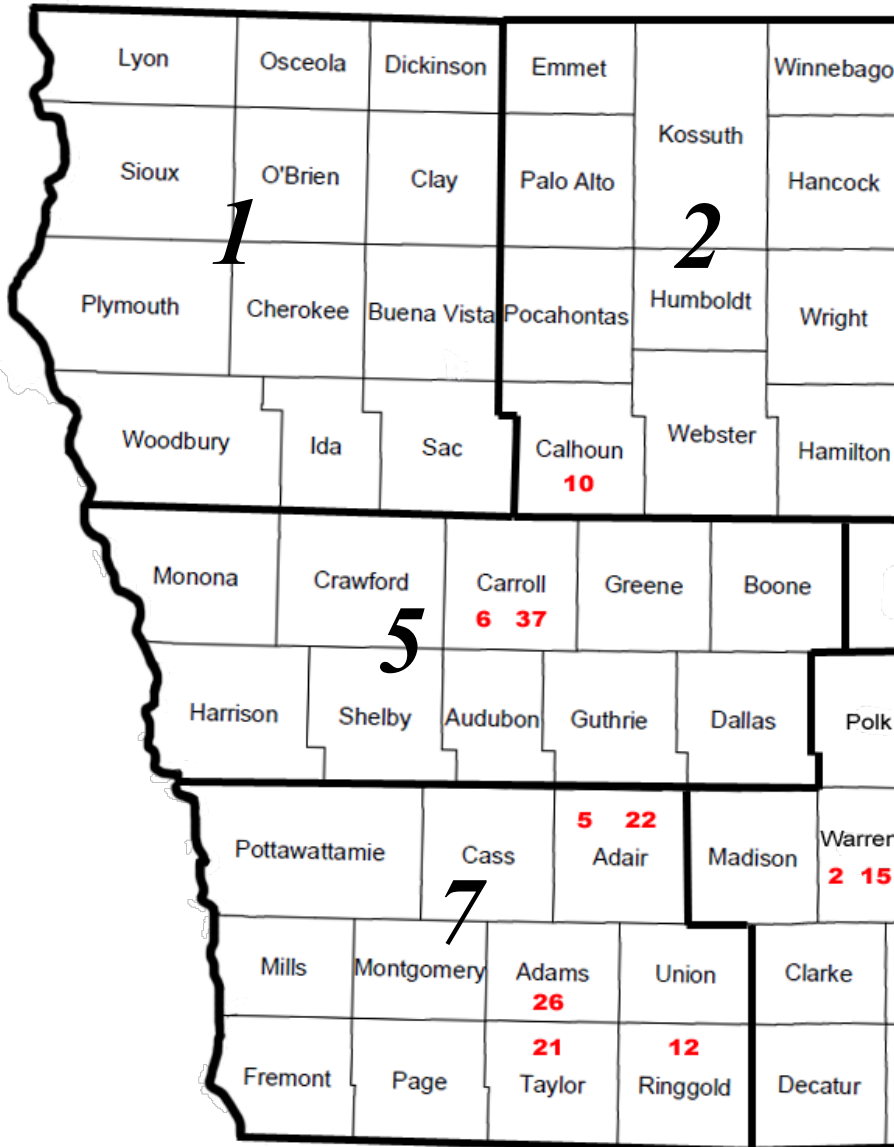 Lyon Osceola Dickinson Emmet Winnebago
Kossuth
Sioux O'Brien Clay Palo Alto Hancock
1 2
Plymouth Cherokee Buena Vista Pocahontas Humboldt Wright
Woodbury Ida Sac Calhoun Webster Hamilton
10
Monona Crawford Carroll Greene Boone
6 37
5
Harrison Shelby Audubon Guthrie Dallas Polk
5 22
Pottawattamie Cass Adair Madison Warren
2 15
7
Mills Montgomery Adams Union Clarke
26
21 12
Fremont Page Taylor Ringgold Decatur